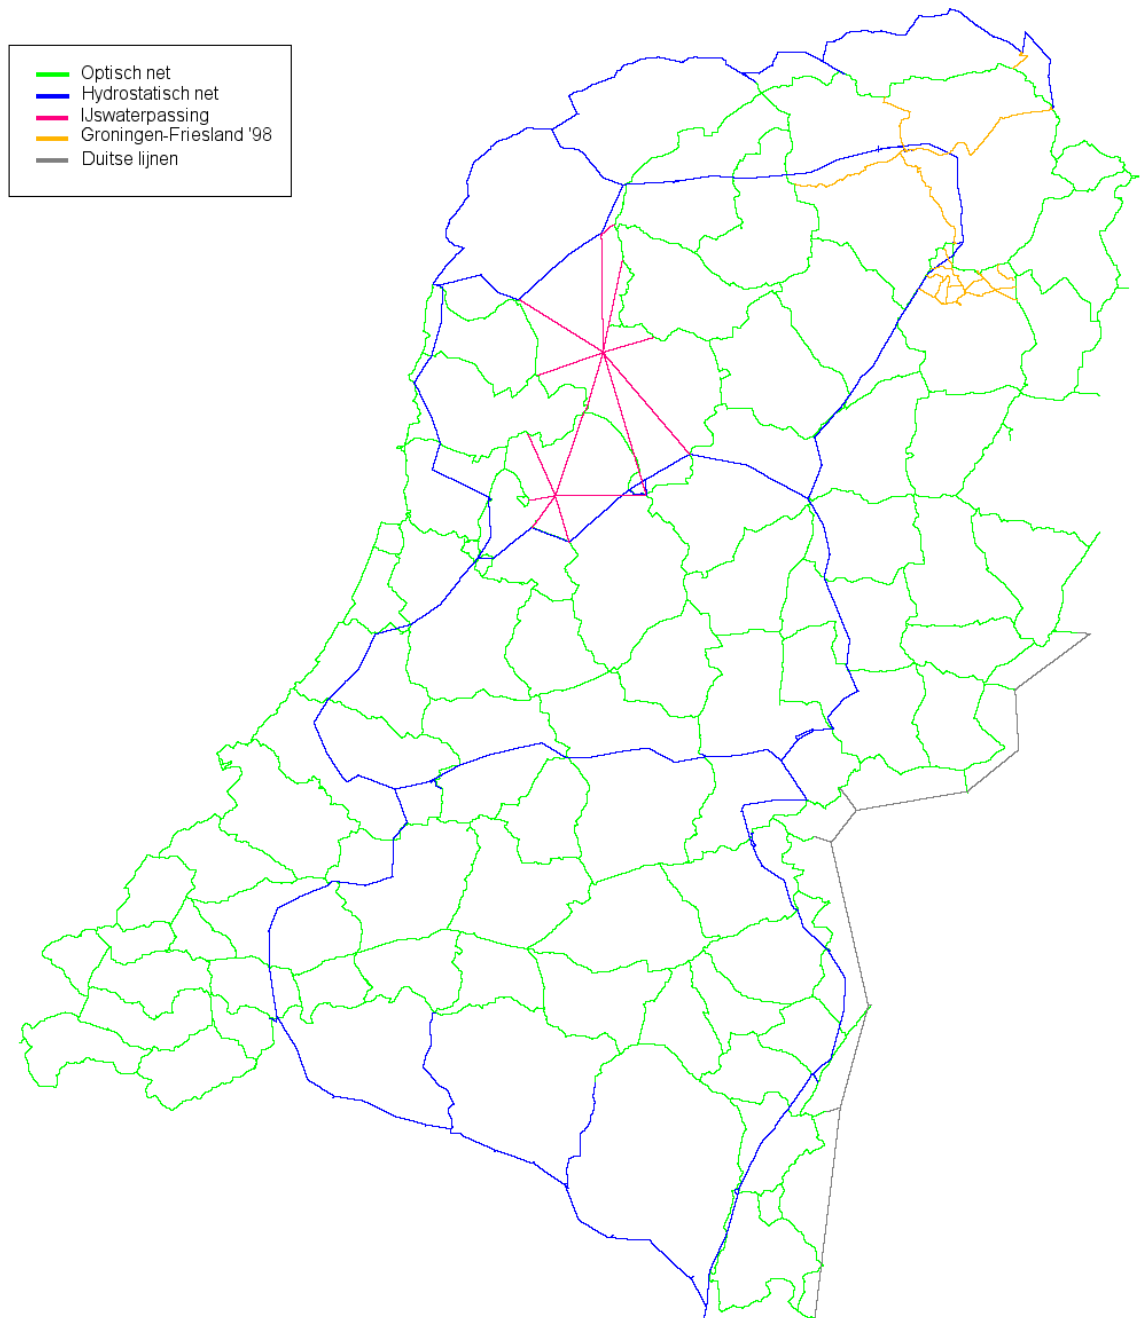 Optisch net
Hydrostatisch net
IJswaterpassing
Groningen-Friesland '98
Duitse lijnen